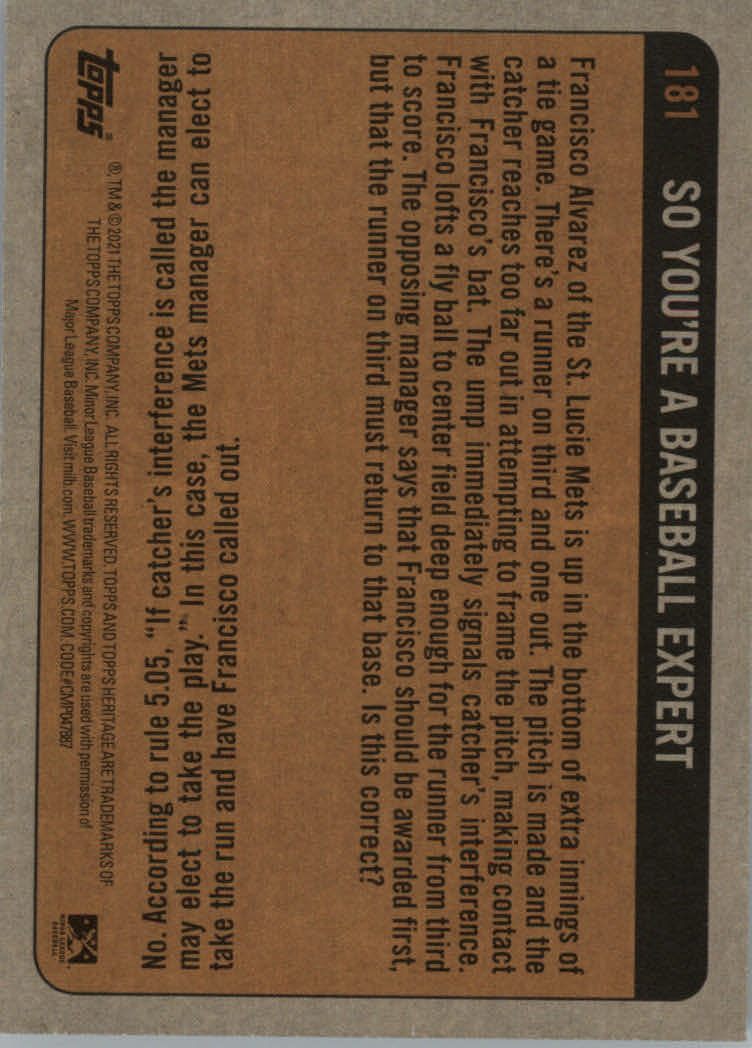 181 SO YOU'RE A BASEBALL EXPERT
Francisco Alvarez of the St. Lucie Mets is up in the bottom of extra innings of
a tie game. There's a runner on third and one out. The pitch is made and the
catcher reaches too far out in attempting to frame the pitch, making contact
with Francisco's bat. The ump immediately signals catcher's interference.
Francisco lofts a fly ball to center field deep enough for the runner from third
to score. The opposing manager says that Francisco should be awarded first,
but that the runner on third must return to that base. Is this correct?
No. According to rule 5.05, "If catcher's interference is called the manager
may elect to take the play." In this case, the Mets manager can elect to
take the run and have Francisco called out.
topps®
®, TM & © 2021 THE TOPPS COMPANY, INC. ALL RIGHTS RESERVED. TOPPS AND TOPPS HERITAGE ARE TRADEMARKS OF
THE TOPPS COMPANY, INC. Minor League Baseball trademarks and copyrights are used with permission of
Major League Baseball. Visit milb.com. WWW.TOPPS.COM. CODE#CMP047987
MINOR LEAGUE
BASEBALL